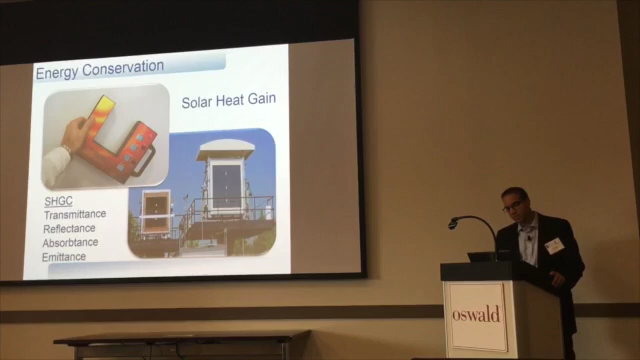 Energy Conservation
Solar Heat Gain
SHGC
Transmittance
Reflectance
Absorbtance
Emittance
oswald